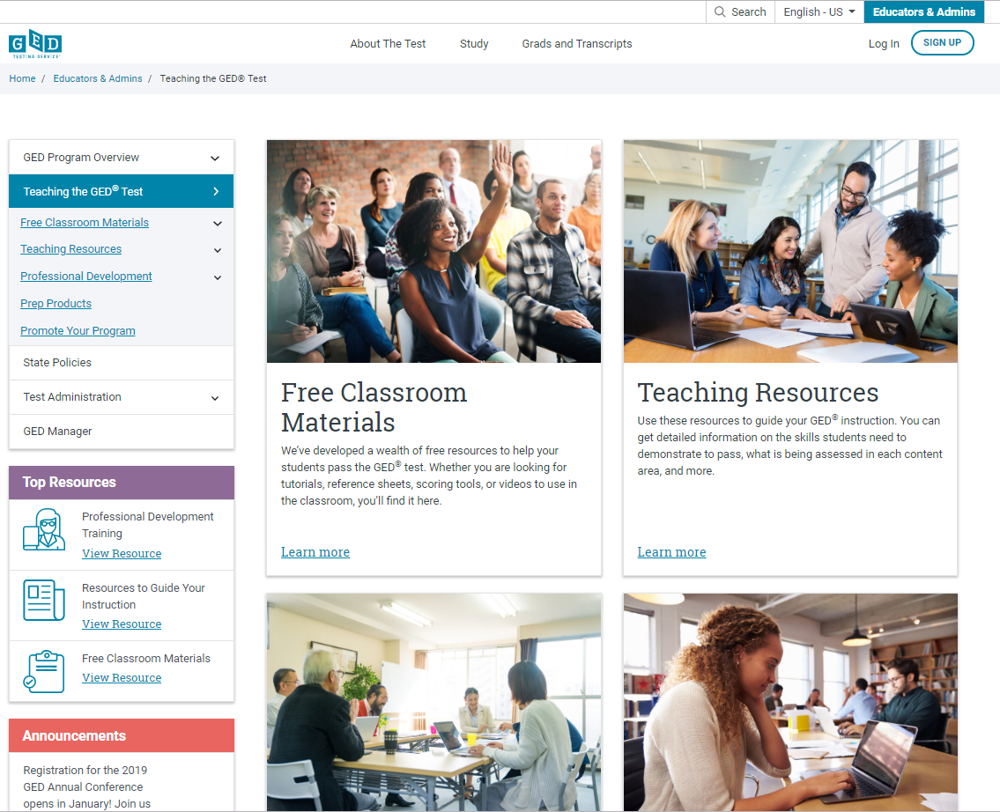 Search
English - US
Educators & Admins
GED
TESTING SERVICE®
About The Test
Study
Grads and Transcripts
Log In
SIGN UP
Home / Educators & Admins / Teaching the GED® Test
GED Program Overview
Teaching the GED® Test
Free Classroom Materials
Teaching Resources
Professional Development
Prep Products
Promote Your Program
State Policies
Test Administration
GED Manager
Top Resources
Professional Development
Training
View Resource
Resources to Guide Your
Instruction
View Resource
Free Classroom Materials
View Resource
Announcements
Registration for the 2019
GED Annual Conference
opens in January! Join us
Free Classroom
Materials
We’ve developed a wealth of free resources to help your
students pass the GED® test. Whether you are looking for
tutorials, reference sheets, scoring tools, or videos to use in
the classroom, you’ll find it here.
Learn more
Teaching Resources
Use these resources to guide your GED® instruction. You can
get detailed information on the skills students need to
demonstrate to pass, what is being assessed in each content
area, and more.
Learn more